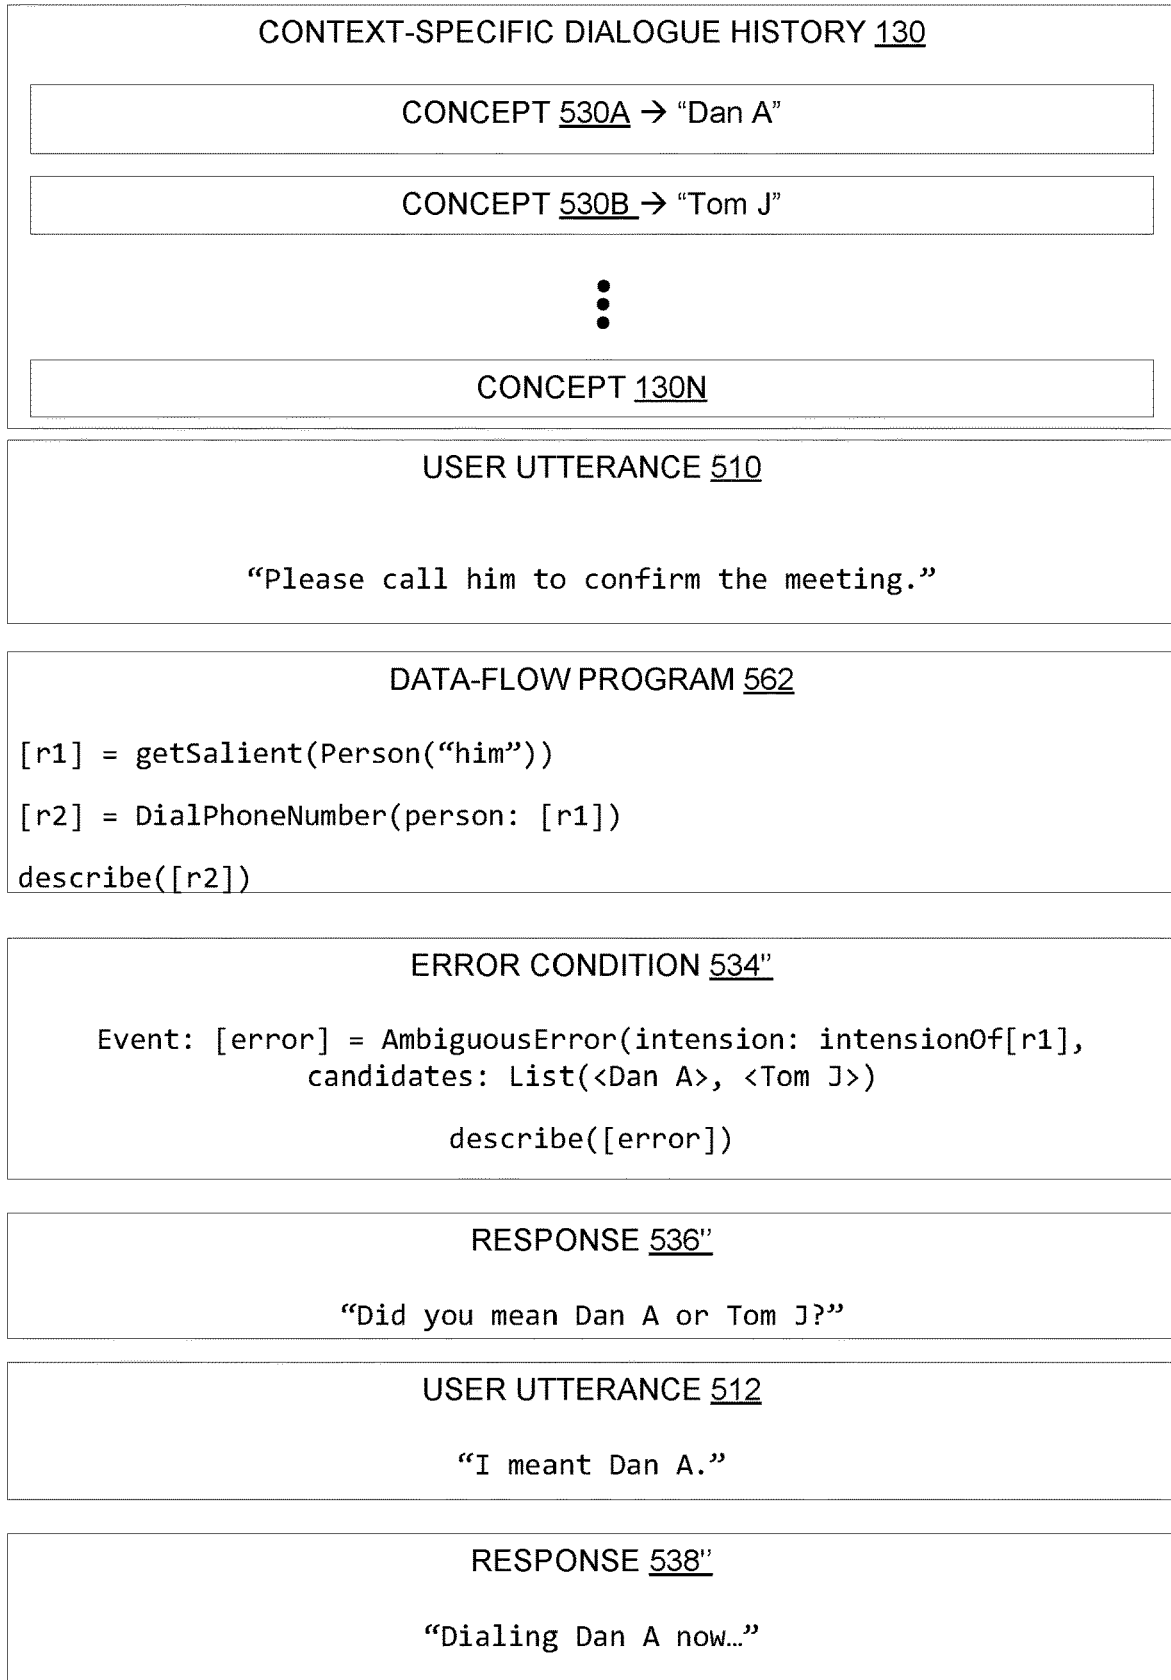 CONTEXT-SPECIFIC DIALOGUE HISTORY 130
CONCEPT 530A → “Dan A”
CONCEPT 530B → “Tom J”
CONCEPT 130N
USER UTTERANCE 510
“Please call him to confirm the meeting.”
DATA-FLOW PROGRAM 562
[r1] = getSalient(Person(“him”))
[r2] = DialPhoneNumber(person: [r1])
describe([r2])
ERROR CONDITION 534''
Event: [error] = AmbiguousError(intension: intensionOf[r1],
candidates: List(<Dan A>, <Tom J>)
describe([error])
RESPONSE 536''
“Did you mean Dan A or Tom J?”
USER UTTERANCE 512
“I meant Dan A.”
RESPONSE 538''
“Dialing Dan A now…”